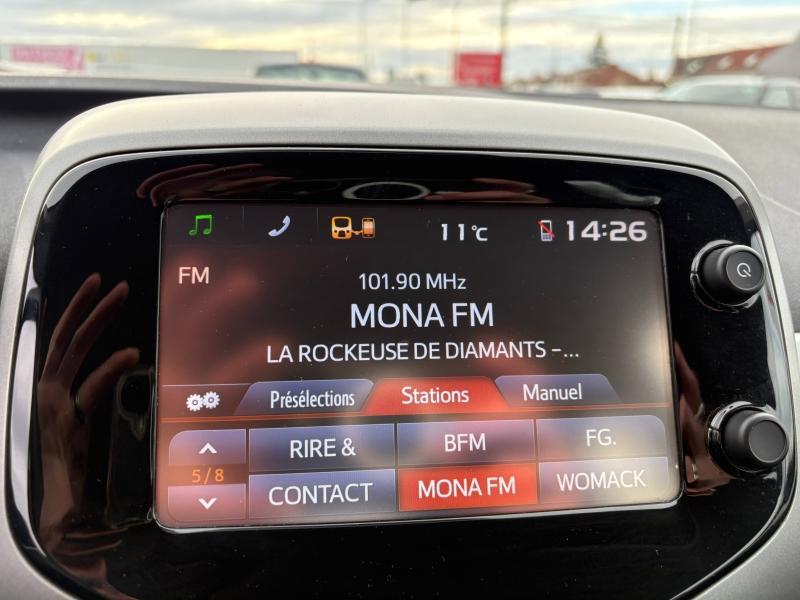 11°C 14:26
FM
101.90 MHz
MONA FM
LA ROCKEUSE DE DIAMANTS -...
Présélections Stations Manuel
RIRE & BFM FG.
5/8
CONTACT MONA FM WOMACK